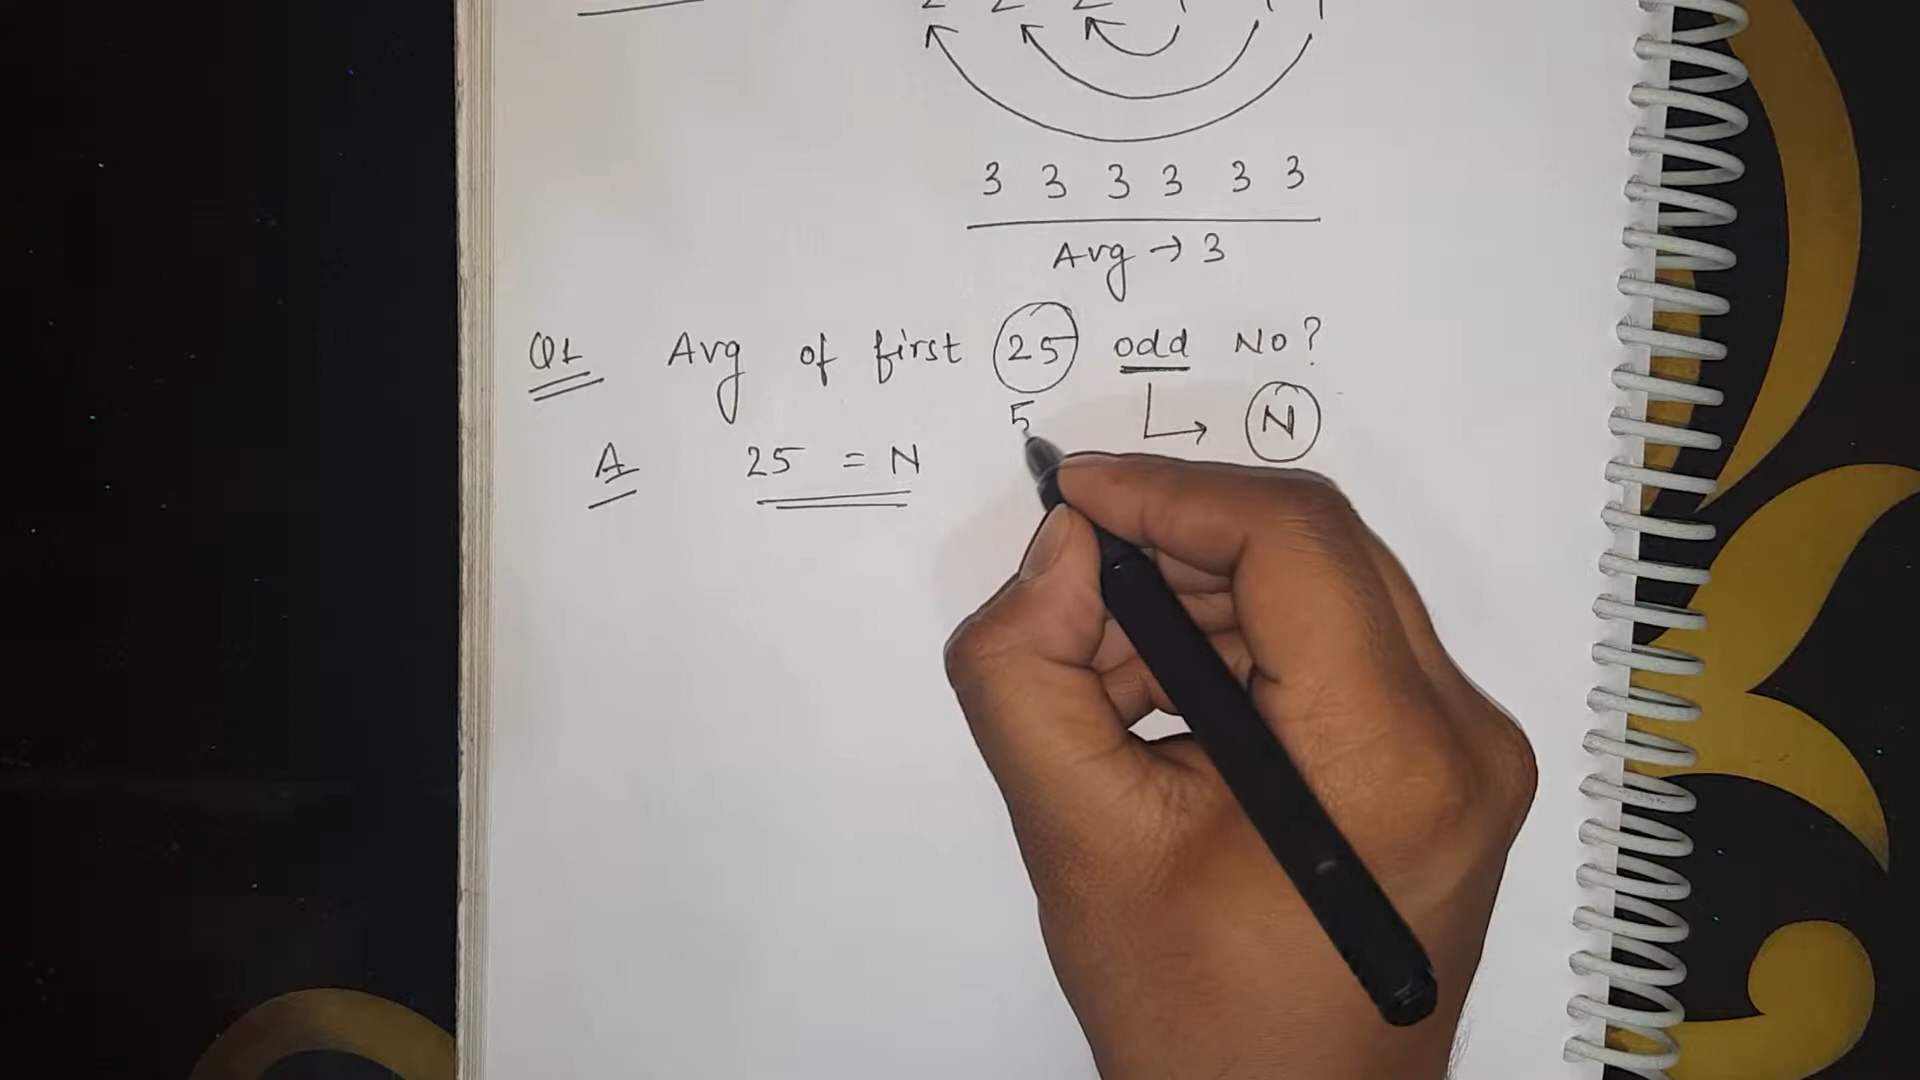 3 3 3 3 3 3
Avg → 3
Q1 Avg of first 25 odd No?
5
N
A 25 = N